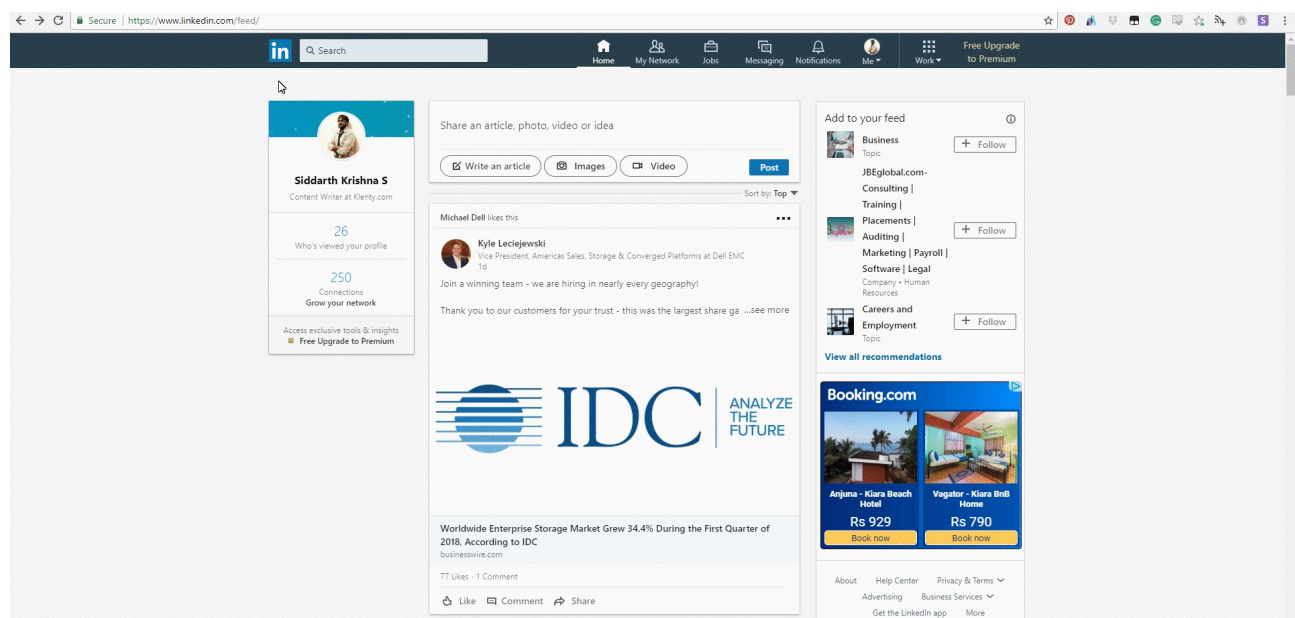 Secure | https://www.linkedin.com/feed/
in
Search
Home
My Network
Jobs
Messaging
Notifications
Me
Work
Free Upgrade
to Premium
Siddarth Krishna S
Content Writer at Klenty.com
26
Who's viewed your profile
250
Connections
Grow your network
Access exclusive tools & insights
Free Upgrade to Premium
Share an article, photo, video or idea
Write an article
Images
Video
Post
Sort by: Top
Michael Dell likes this
Kyle Leciejewski
Vice President, Americas Sales, Storage & Converged Platforms at Dell EMC
1d
Join a winning team - we are hiring in nearly every geography!
Thank you to our customers for your trust - this was the largest share ga ...see more
IDC
ANALYZE
THE
FUTURE
Worldwide Enterprise Storage Market Grew 34.4% During the First Quarter of
2018, According to IDC
businesswire.com
77 Likes · 1 Comment
Like
Comment
Share
Add to your feed
Business
Topic
+ Follow
JBEglobal.com-
Consulting |
Training |
Placements |
Auditing |
Marketing | Payroll |
Software | Legal
Company • Human
Resources
+ Follow
Careers and
Employment
Topic
+ Follow
View all recommendations
Booking.com
Anjuna - Kiara Beach
Hotel
Rs 929
Book now
Vagator - Kiara BnB
Home
Rs 790
Book now
About
Help Center
Privacy & Terms
Advertising
Business Services
Get the LinkedIn app
More